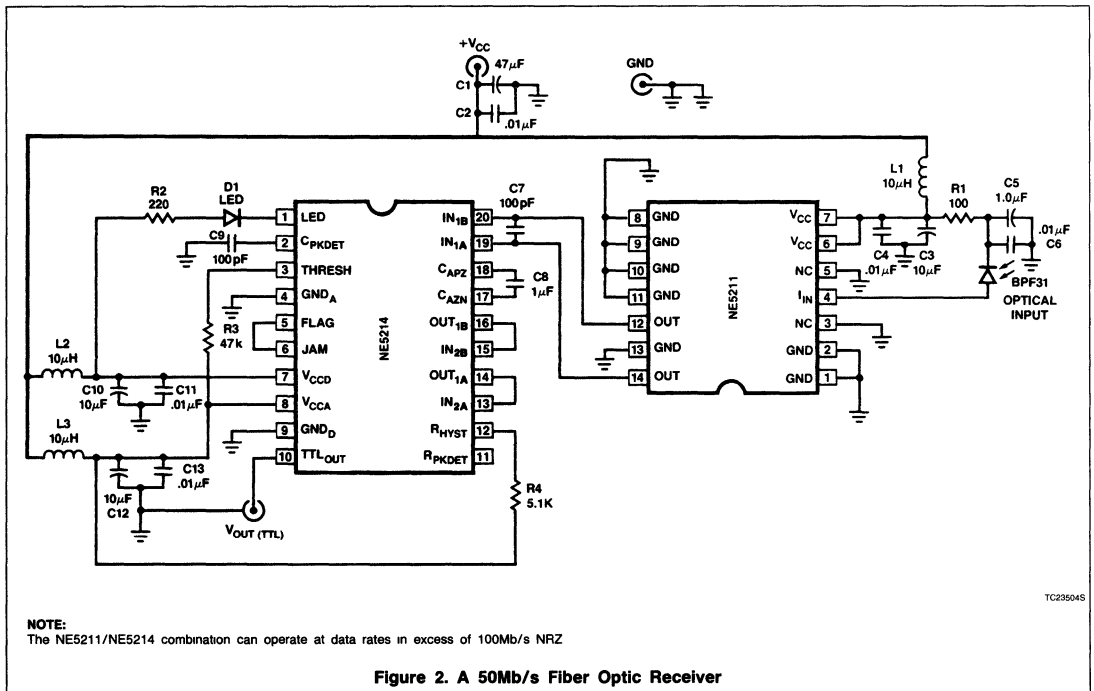 +VCC
47μF
C1
C2
.01μF
GND
L1
10μH
R1
100
C5
1.0μF
.01μF
C6
C4
.01μF
C3
10μF
BPF31
OPTICAL
INPUT
R2
220
D1
LED
C9
100pF
R3
47k
L2
10μH
C10
10μF
C11
.01μF
L3
10μH
C13
.01μF
10μF
C12
VOUT (TTL)
NE5214
1 LED
2 CPKDET
3 THRESH
4 GNDA
5 FLAG
6 JAM
7 VCCD
8 VCCA
9 GNDD
10 TTLOUT
IN1B 20
IN1A 19
CAPZ 18
CAZN 17
OUT1B 16
IN2B 15
OUT1A 14
IN2A 13
RHYST 12
RPKDET 11
C7
100pF
C8
1μF
R4
5.1K
NE5211
8 GND
9 GND
10 GND
11 GND
12 OUT
13 GND
14 OUT
VCC 7
VCC 6
NC 5
IIN 4
NC 3
GND 2
GND 1
TC23504S
NOTE:
The NE5211/NE5214 combination can operate at data rates in excess of 100Mb/s NRZ
Figure 2. A 50Mb/s Fiber Optic Receiver